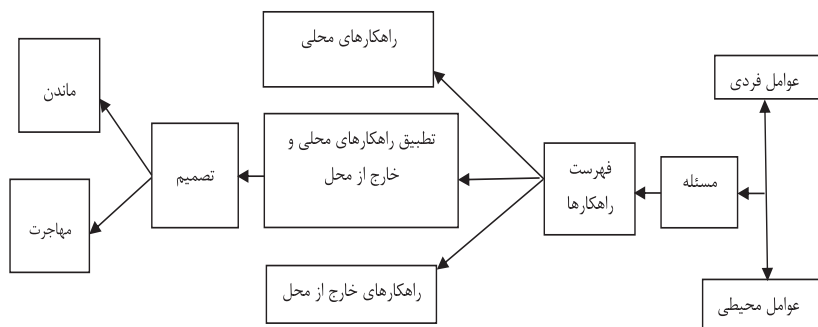 عوامل فردی
عوامل محیطی
مسئله
فهرست
راهکارها
راهکارهای محلی
تطبیق راهکارهای محلی و
خارج از محل
راهکارهای خارج از محل
تصمیم
ماندن
مهاجرت